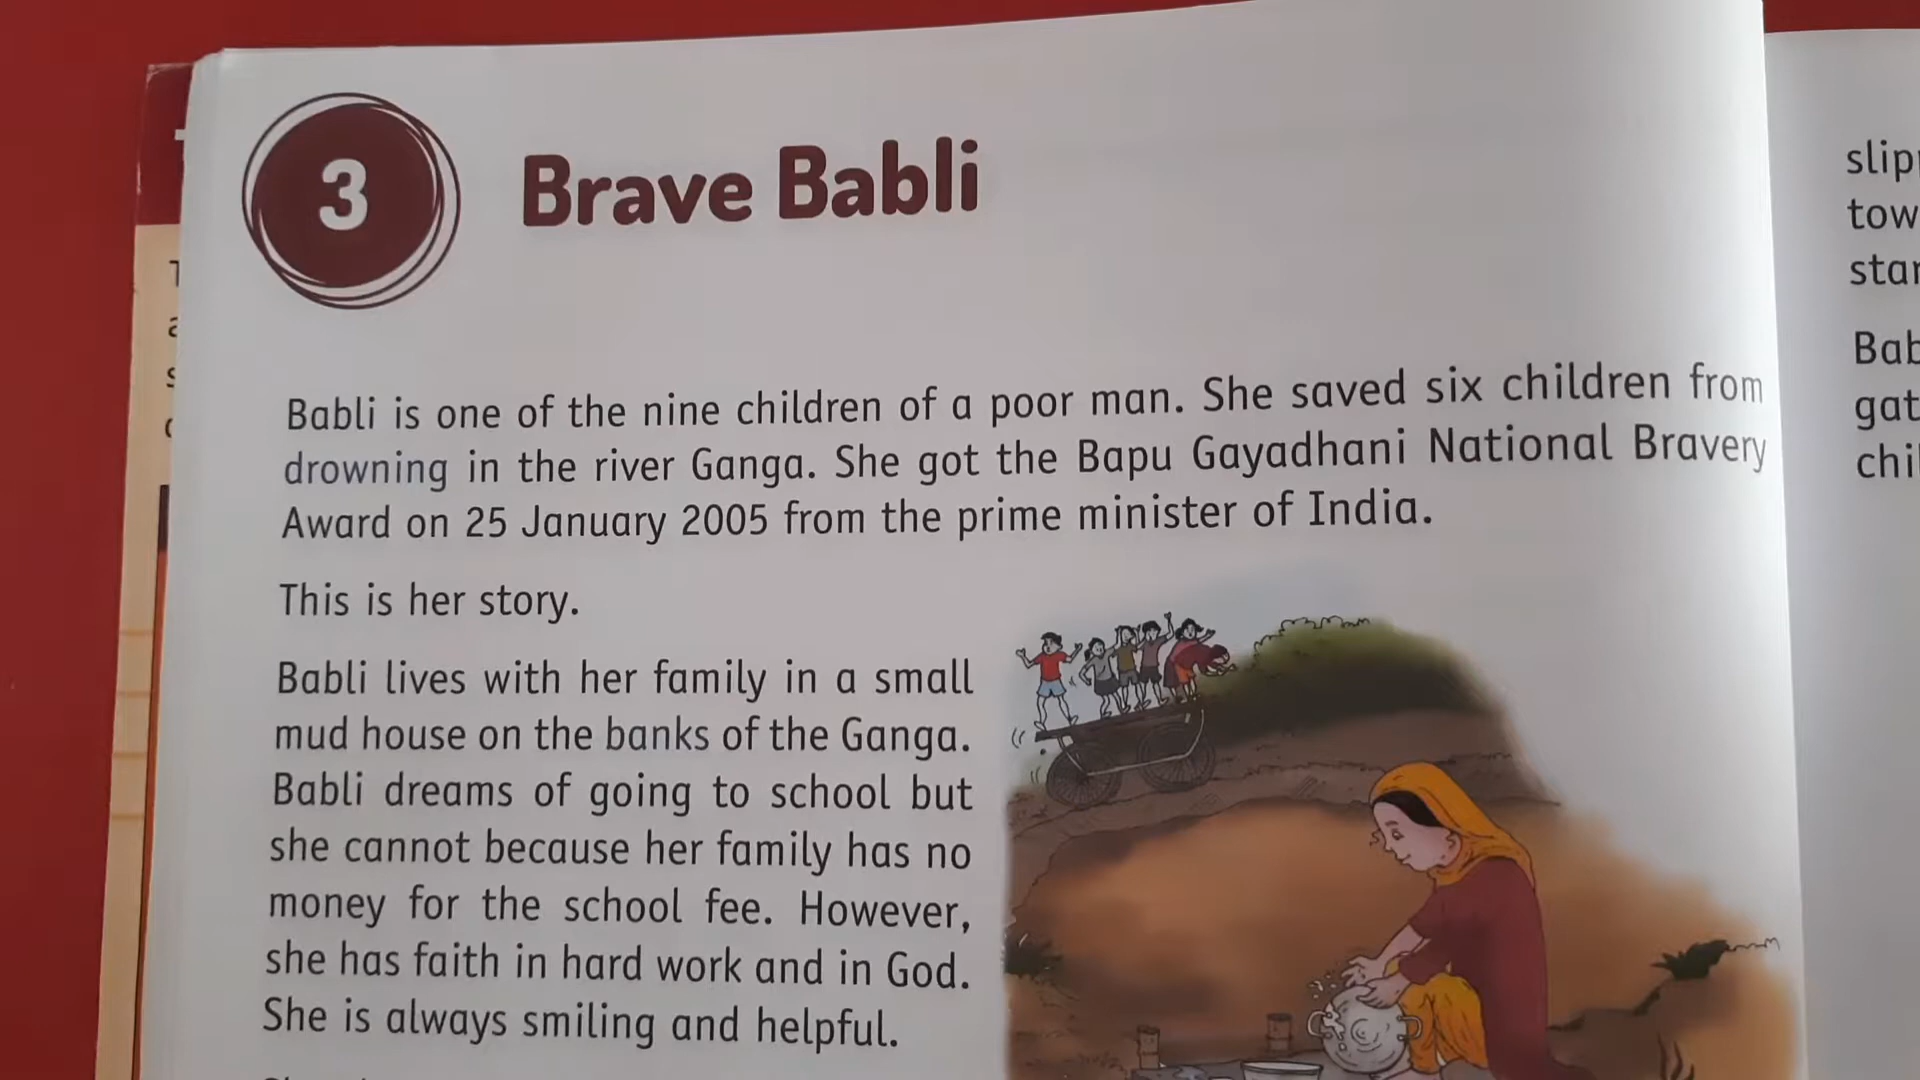 3
Brave Babli
Babli is one of the nine children of a poor man. She saved six children from
drowning in the river Ganga. She got the Bapu Gayadhani National Bravery
Award on 25 January 2005 from the prime minister of India.
This is her story.
Babli lives with her family in a small
mud house on the banks of the Ganga.
Babli dreams of going to school but
she cannot because her family has no
money for the school fee. However,
she has faith in hard work and in God.
She is always smiling and helpful.